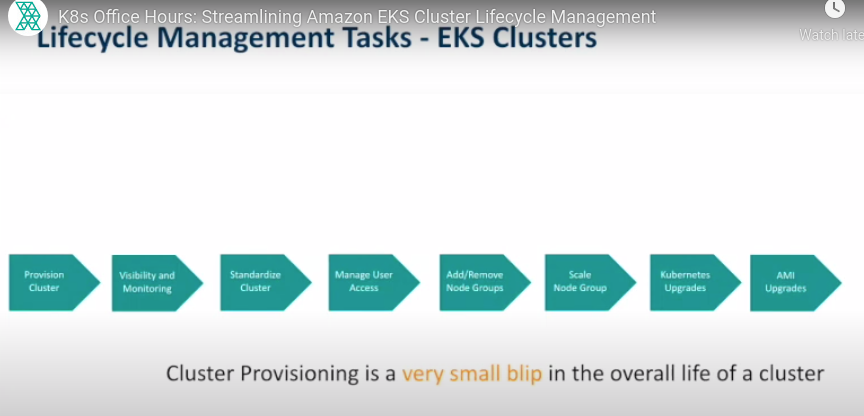 K8s Office Hours: Streamlining Amazon EKS Cluster Lifecycle Management
Watch late
Lifecycle Management Tasks - EKS Clusters
Provision
Cluster
Visibility and
Monitoring
Standardize
Cluster
Manage User
Access
Add/Remove
Node Groups
Scale
Node Group
Kubernetes
Upgrades
AMI
Upgrades
Cluster Provisioning is a very small blip in the overall life of a cluster